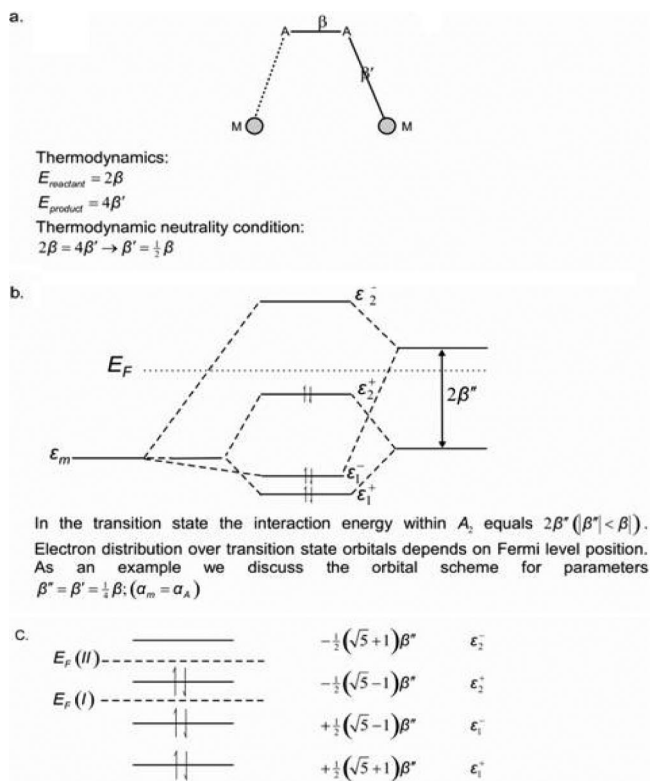 a.
A β A
β'
M M
Thermodynamics:
E_reactant = 2β
E_product = 4β'
Thermodynamic neutrality condition:
2β = 4β' → β' = ½β
b.
ε₂⁻
E_F
ε₂⁺
2β″
ε_m
ε₁⁻
ε₁⁺
In the transition state the interaction energy within A₂ equals 2β″(|β″| < β|).
Electron distribution over transition state orbitals depends on Fermi level position.
As an example we discuss the orbital scheme for parameters
β″ = β' = ¼β; (α_m = α_A)
C.
−½(√5+1)β″ ε₂⁻
E_F(II)
−½(√5−1)β″ ε₂⁺
E_F(I)
+½(√5−1)β″ ε₁⁻
+½(√5+1)β″ ε₁⁺